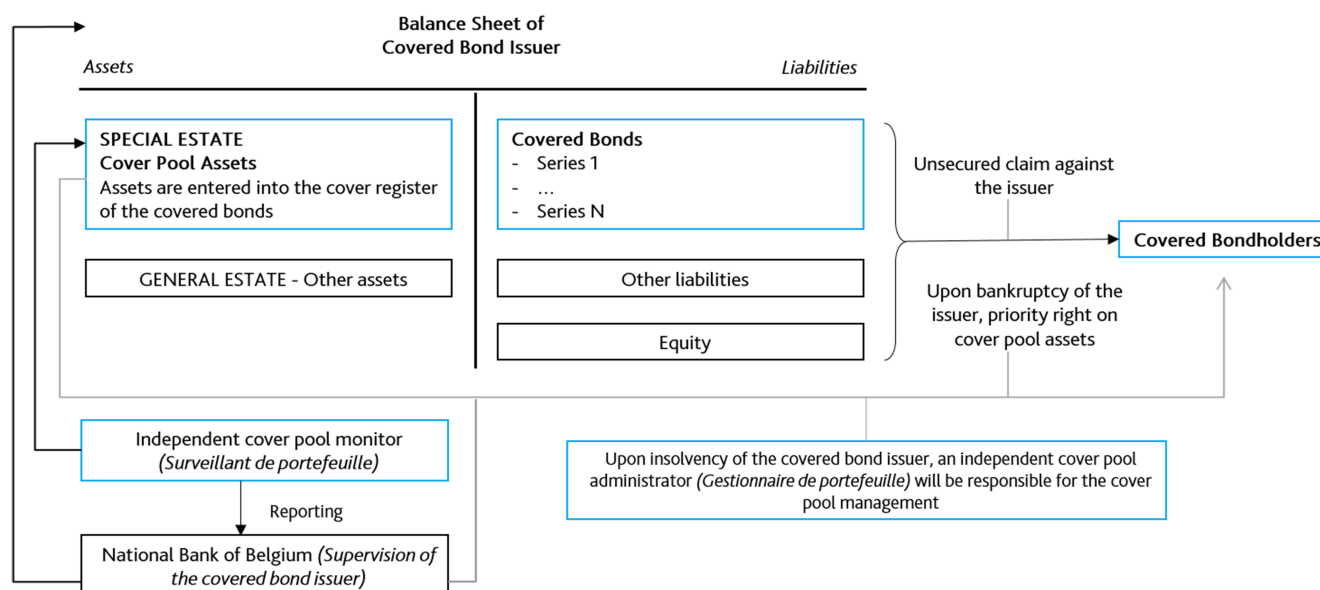 Balance Sheet of
Covered Bond Issuer
Assets
Liabilities
SPECIAL ESTATE
Cover Pool Assets
Assets are entered into the cover register
of the covered bonds
Covered Bonds
- Series 1
- ...
- Series N
Unsecured claim against
the issuer
Covered Bondholders
GENERAL ESTATE - Other assets
Other liabilities
Upon bankruptcy of the
issuer, priority right on
cover pool assets
Equity
Independent cover pool monitor
(Surveillant de portefeuille)
Upon insolvency of the covered bond issuer, an independent cover pool
administrator (Gestionnaire de portefeuille) will be responsible for the cover
pool management
Reporting
National Bank of Belgium (Supervision of
the covered bond issuer)